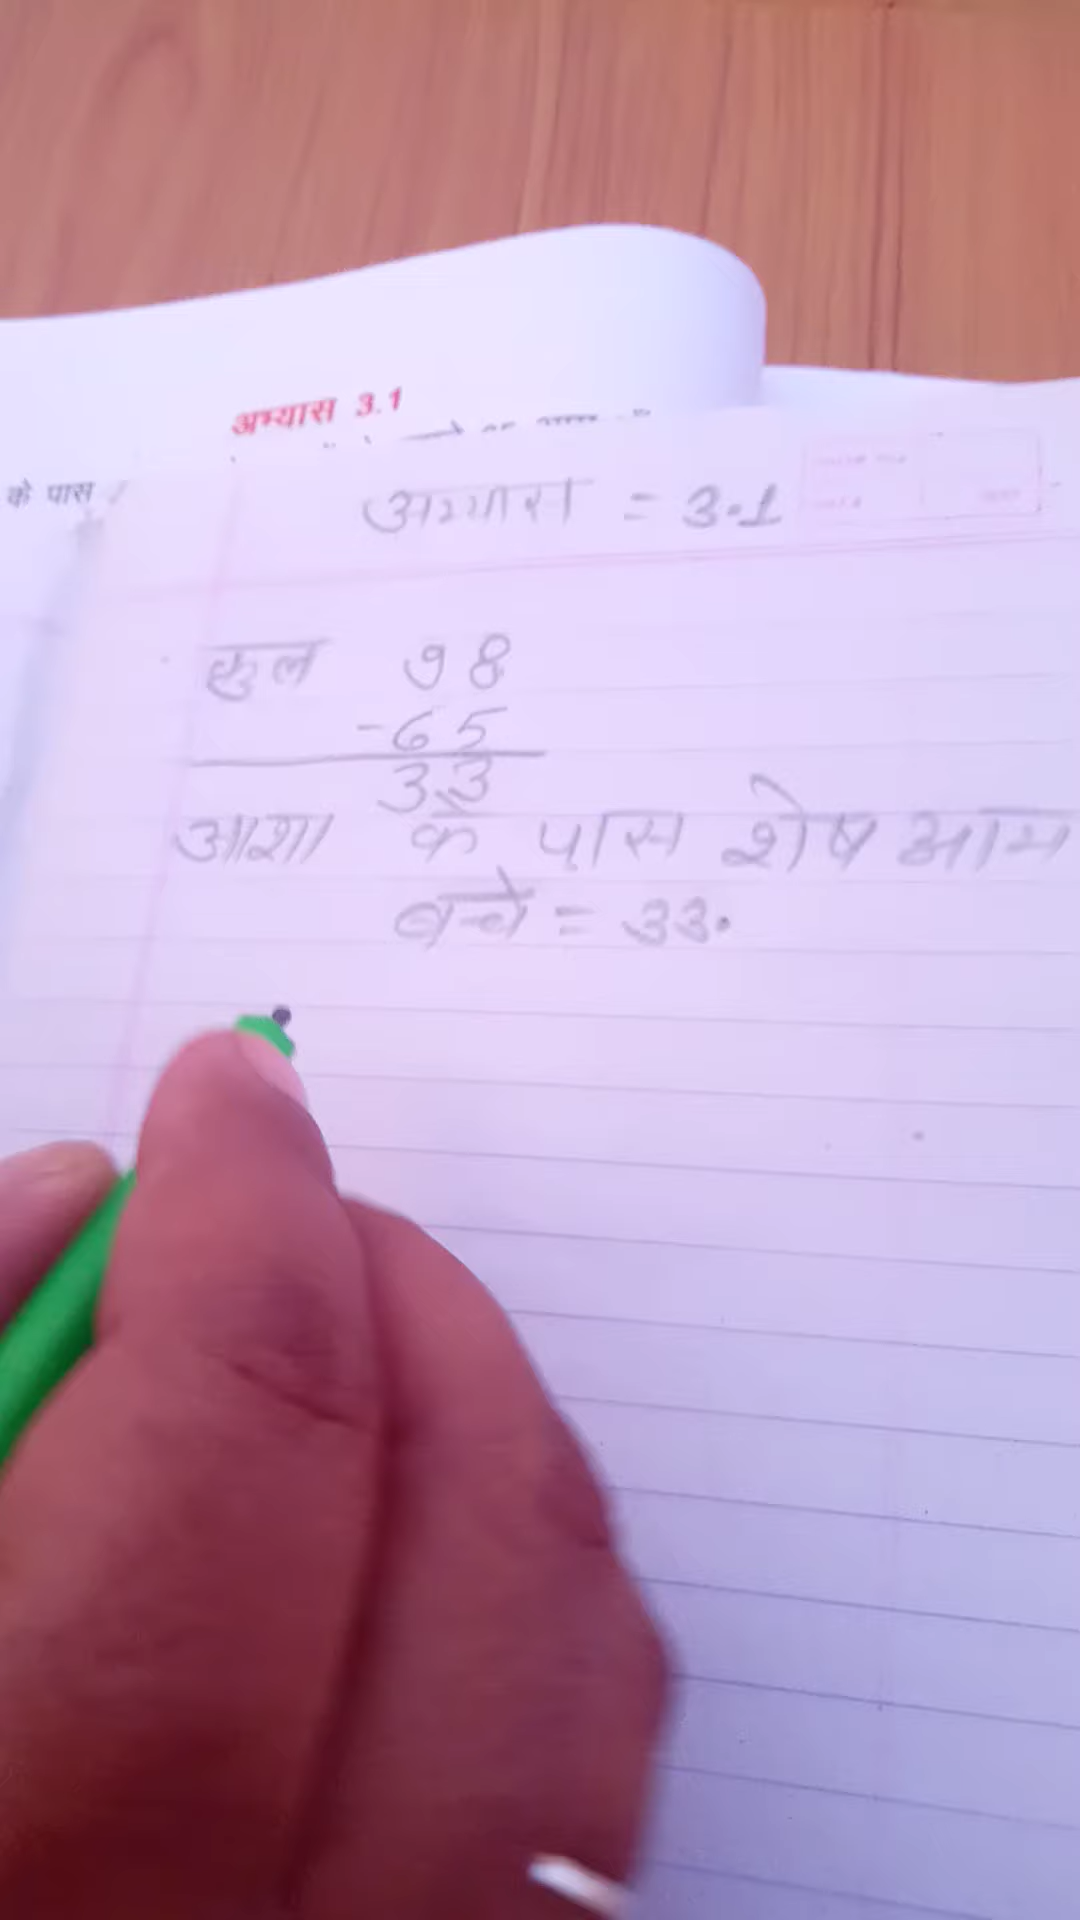 अभ्यास 3.1
के पास
अभ्यास = 3.1
कुल 98
-65
33
आशा के पास शेष आम
बचे = 33.